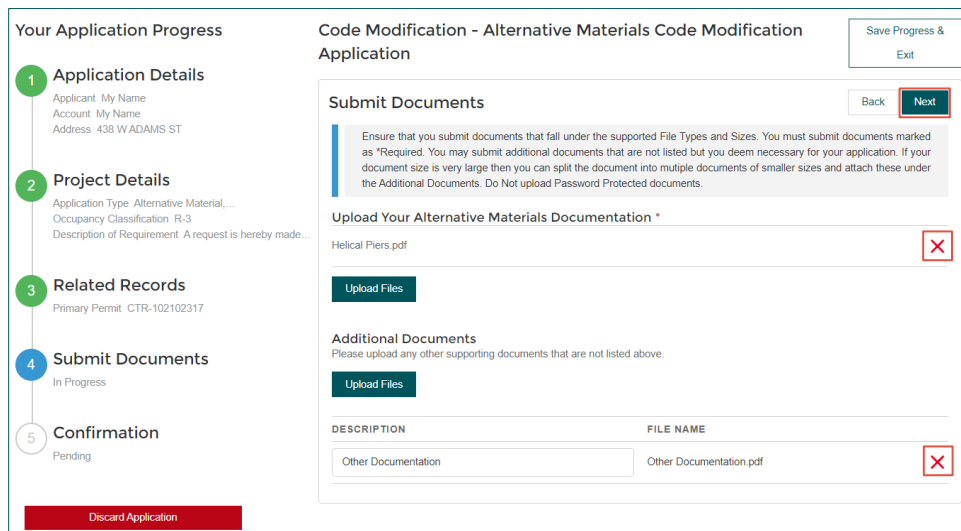 Your Application Progress
1
Application Details
Applicant My Name
Account My Name
Address 438 W ADAMS ST
2
Project Details
Application Type Alternative Material,...
Occupancy Classification R-3
Description of Requirement A request is hereby made...
3
Related Records
Primary Permit CTR-102102317
4
Submit Documents
In Progress
5
Confirmation
Pending
Discard Application
Code Modification - Alternative Materials Code Modification
Application
Save Progress &
Exit
Submit Documents
Back
Next
Ensure that you submit documents that fall under the supported File Types and Sizes. You must submit documents marked
as *Required. You may submit additional documents that are not listed but you deem necessary for your application. If your
document size is very large then you can split the document into mutiple documents of smaller sizes and attach these under
the Additional Documents. Do Not upload Password Protected documents.
Upload Your Alternative Materials Documentation *
Helical Piers.pdf
Upload Files
Additional Documents
Please upload any other supporting documents that are not listed above.
Upload Files
DESCRIPTION FILE NAME
Other Documentation Other Documentation.pdf